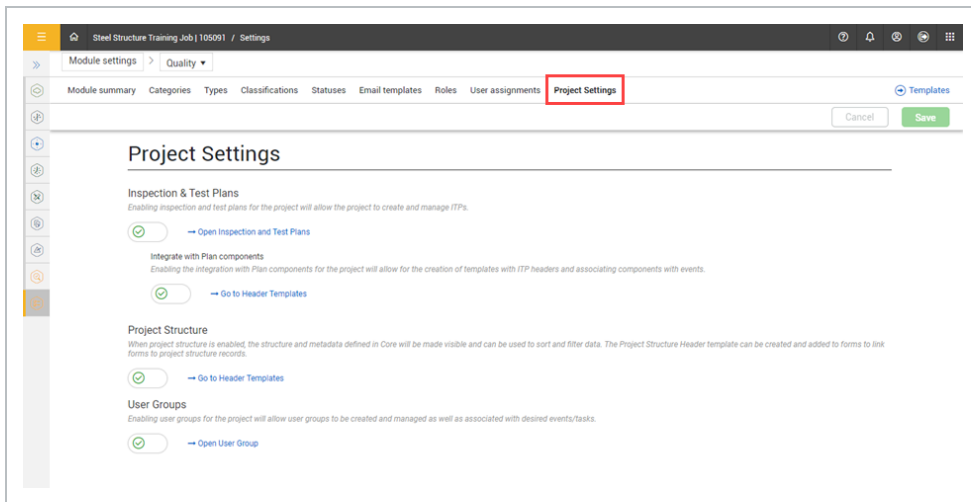 Steel Structure Training Job | 105091 / Settings
Module settings > Quality
Module summary Categories Types Classifications Statuses Email templates Roles User assignments Project Settings Templates
Cancel Save
Project Settings
Inspection & Test Plans
Enabling inspection and test plans for the project will allow the project to create and manage ITPs.
Open Inspection and Test Plans
Integrate with Plan components
Enabling the integration with Plan components for the project will allow for the creation of templates with ITP headers and associating components with events.
Go to Header Templates
Project Structure
When project structure is enabled, the structure and metadata defined in Core will be made visible and can be used to sort and filter data. The Project Structure Header template can be created and added to forms to link
forms to project structure records.
Go to Header Templates
User Groups
Enabling user groups for the project will allow user groups to be created and managed as well as associated with desired events/tasks.
Open User Group